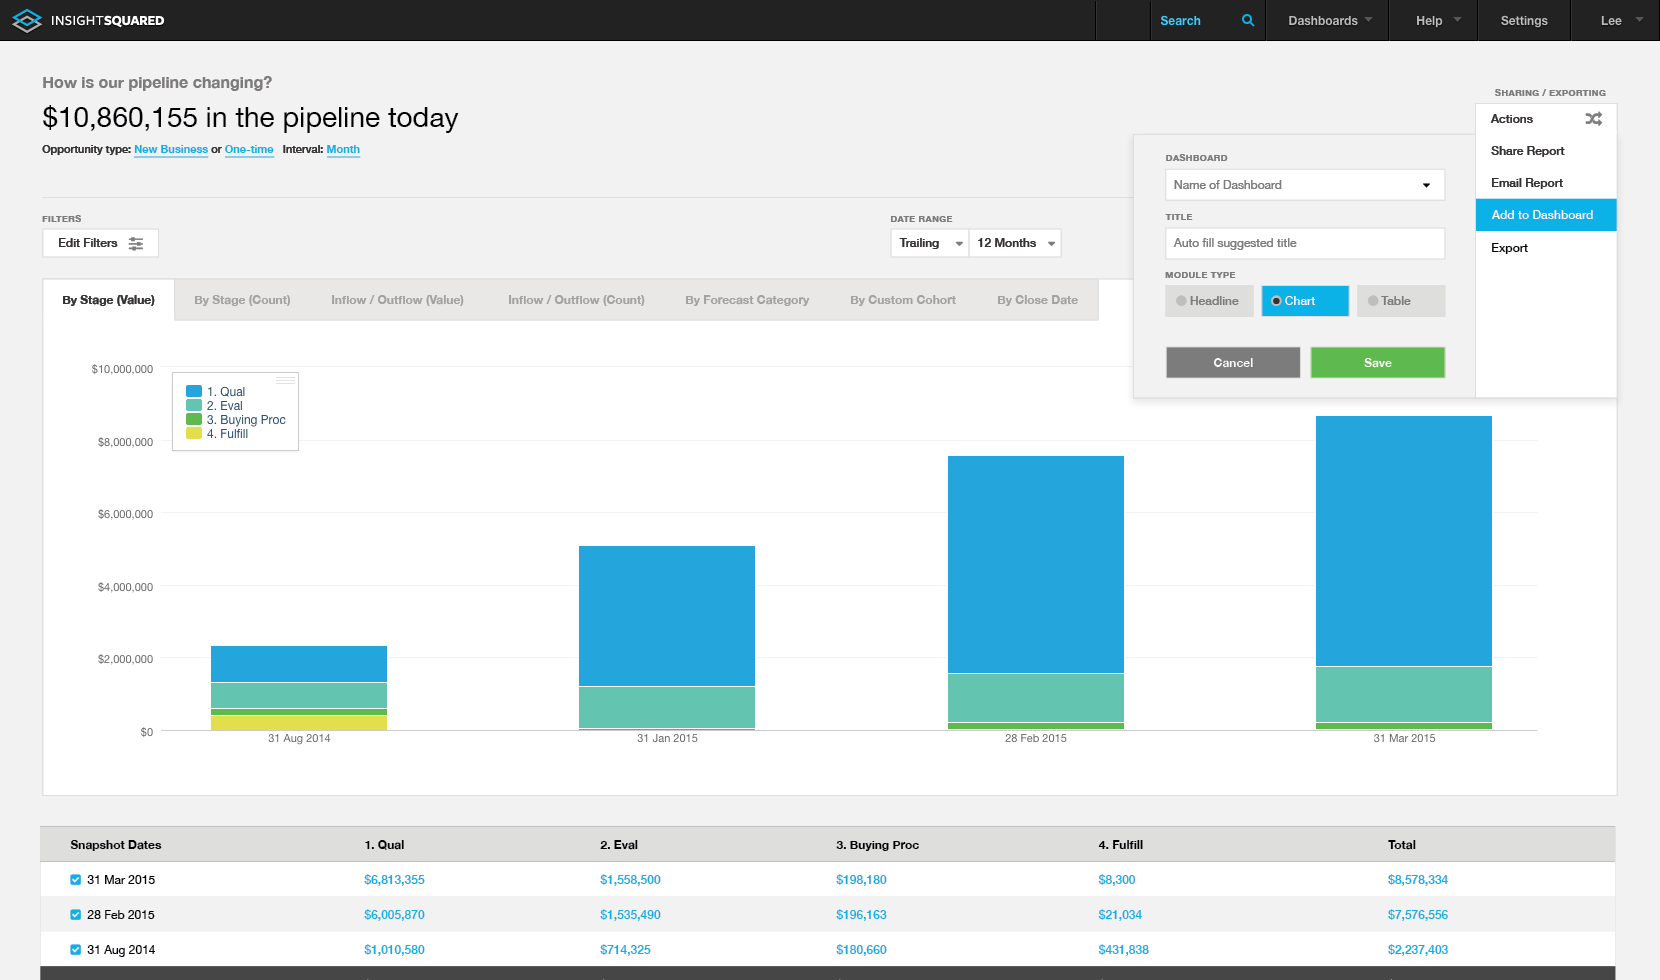 INSIGHTSQUARED
Search
Dashboards
Help
Settings
Lee
How is our pipeline changing?
$10,860,155 in the pipeline today
Opportunity type: New Business or One-time Interval: Month
SHARING / EXPORTING
Actions
Share Report
Email Report
Add to Dashboard
Export
DASHBOARD
Name of Dashboard
TITLE
Auto fill suggested title
MODULE TYPE
Headline
Chart
Table
Cancel
Save
FILTERS
Edit Filters
DATE RANGE
Trailing
12 Months
By Stage (Value)
By Stage (Count)
Inflow / Outflow (Value)
Inflow / Outflow (Count)
By Forecast Category
By Custom Cohort
By Close Date
$10,000,000
$8,000,000
$6,000,000
$4,000,000
$2,000,000
$0
1. Qual
2. Eval
3. Buying Proc
4. Fulfill
31 Aug 2014
31 Jan 2015
28 Feb 2015
31 Mar 2015
Snapshot Dates 1. Qual 2. Eval 3. Buying Proc 4. Fulfill Total
31 Mar 2015 $6,813,355 $1,558,500 $198,180 $8,300 $8,578,334
28 Feb 2015 $6,005,870 $1,535,490 $196,163 $21,034 $7,576,556
31 Aug 2014 $1,010,580 $714,325 $180,660 $431,838 $2,237,403